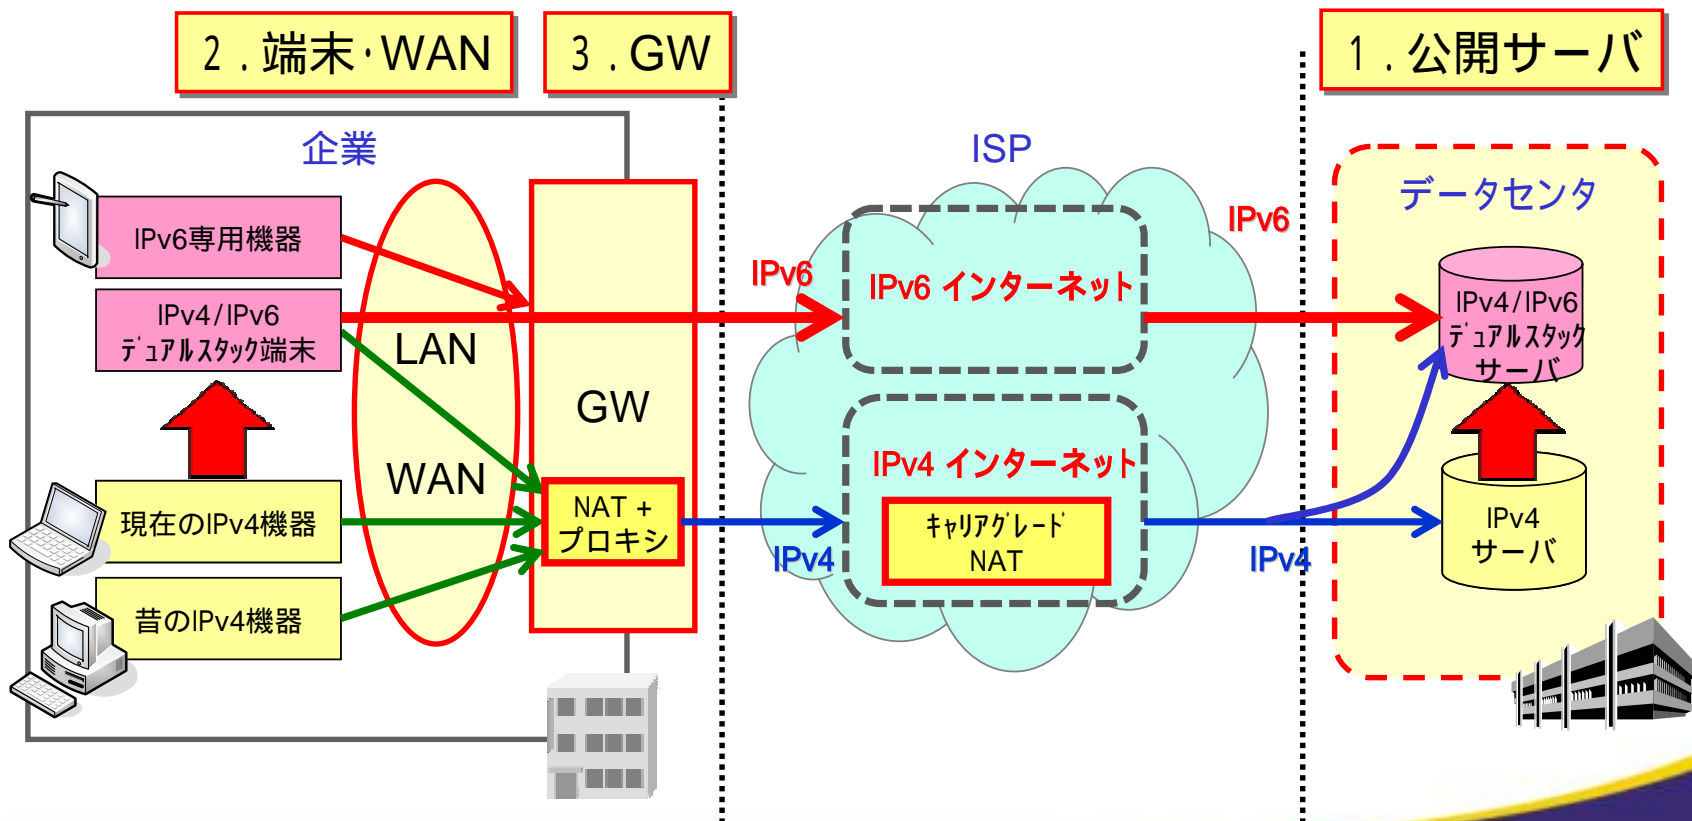 2．端末･WAN
3．GW
1．公開サーバ
企業
IPv6専用機器
IPv4/IPv6
ﾃﾞｭｱﾙｽﾀｯｸ端末
現在のIPv4機器
昔のIPv4機器
LAN
WAN
GW
NAT +
プロキシ
ISP
IPv6
IPv6 インターネット
IPv4 インターネット
ｷｬﾘｱｸﾞﾚｰﾄﾞ
NAT
IPv4
IPv6
IPv4
データセンタ
IPv4/IPv6
ﾃﾞｭｱﾙｽﾀｯｸ
サーバ
IPv4
サーバ